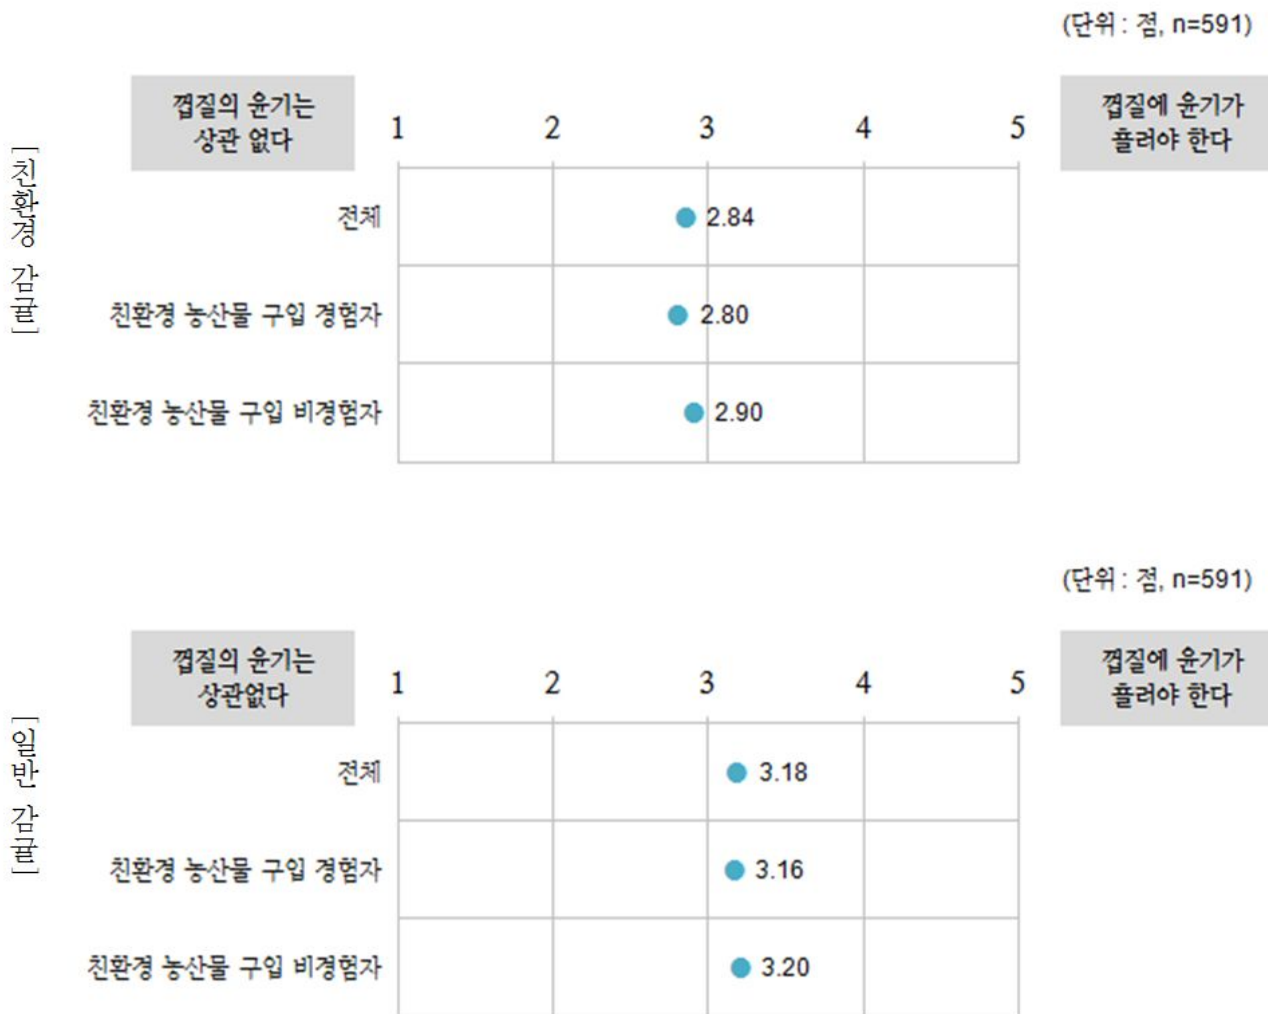 (단위 : 점, n=591)
껍질의 윤기는
상관 없다
1 2 3 4 5
껍질에 윤기가
흘러야 한다
[친환경 감귤]
전체 2.84
친환경 농산물 구입 경험자 2.80
친환경 농산물 구입 비경험자 2.90
(단위 : 점, n=591)
껍질의 윤기는
상관없다
1 2 3 4 5
껍질에 윤기가
흘러야 한다
[일반 감귤]
전체 3.18
친환경 농산물 구입 경험자 3.16
친환경 농산물 구입 비경험자 3.20